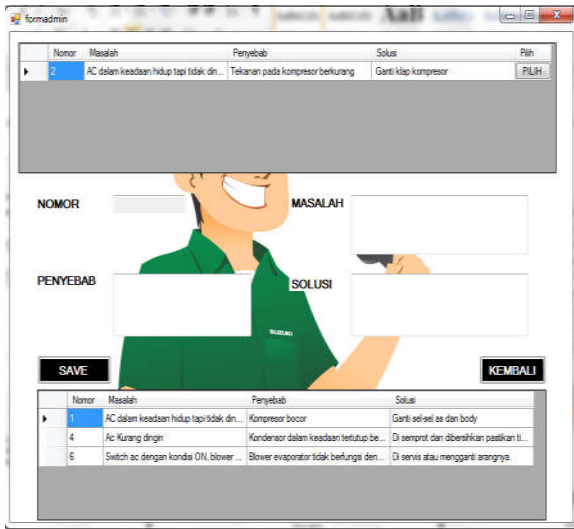 formadmin
Nomor Masalah Penyebab Solusi Pilih
2 AC dalam keadaan hidup tapi tidak din... Tekanan pada kompresor berkurang Ganti klap kompresor PILIH
NOMOR MASALAH
PENYEBAB SOLUSI
SUZUKI
SAVE KEMBALI
Nomor Masalah Penyebab Solusi
1 AC dalam keadaan hidup tapi tidak din... Kompresor bocor Ganti sel-sel as dan body
4 Ac Kurang dingin Kondensor dalam keadaan tertutup be... Di semprot dan dibersihkan pastikan ti...
6 Switch ac dengan kondisi ON, blower ... Blower evaporator tidak berfungsi den... Di servis atau mengganti arangnya.